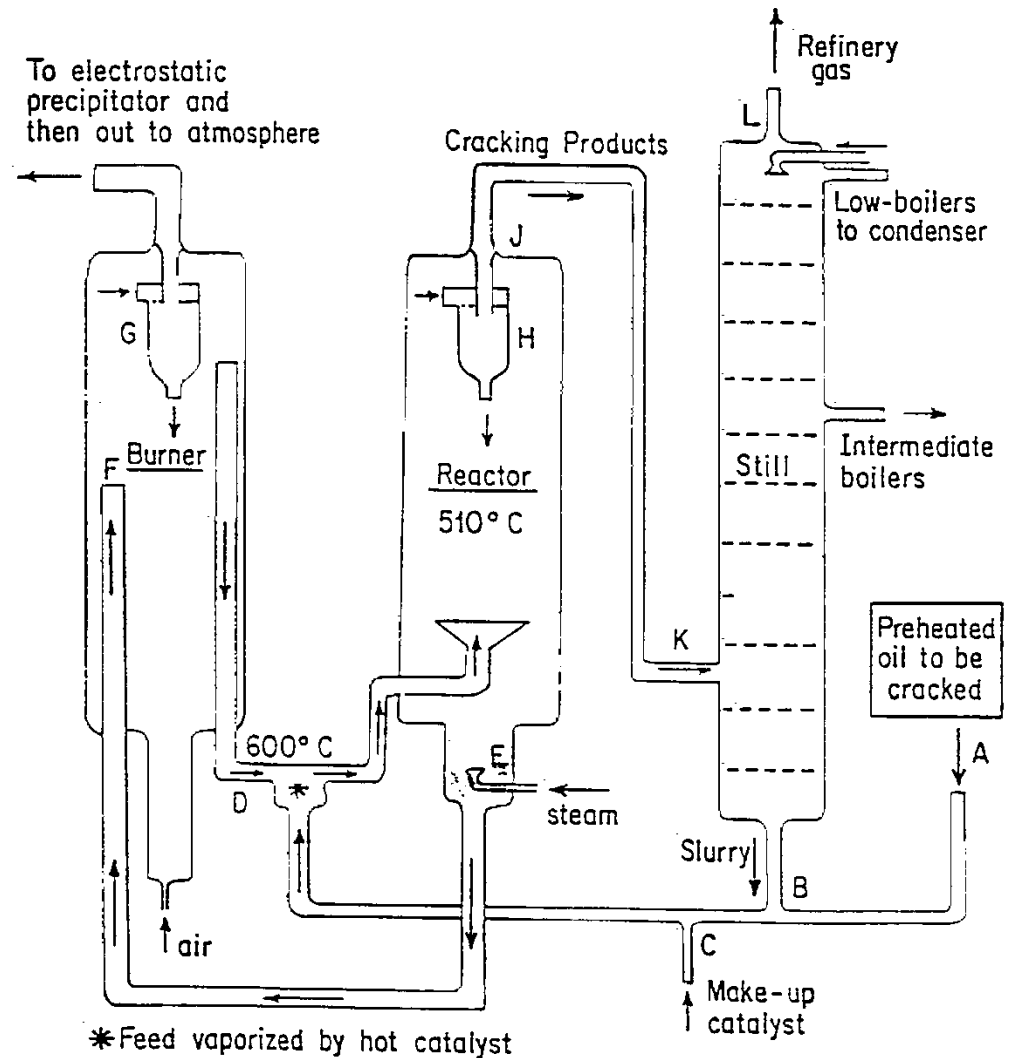 To electrostatic
precipitator and
then out to atmosphere
Refinery
gas
L
Cracking Products
Low-boilers
to condenser
J
G
H
Burner
F
Reactor
510° C
Still
Intermediate
boilers
Preheated
oil to be
cracked
K
A
600° C
D
*
E
steam
Slurry
B
air
C
Make-up
catalyst
*Feed vaporized by hot catalyst